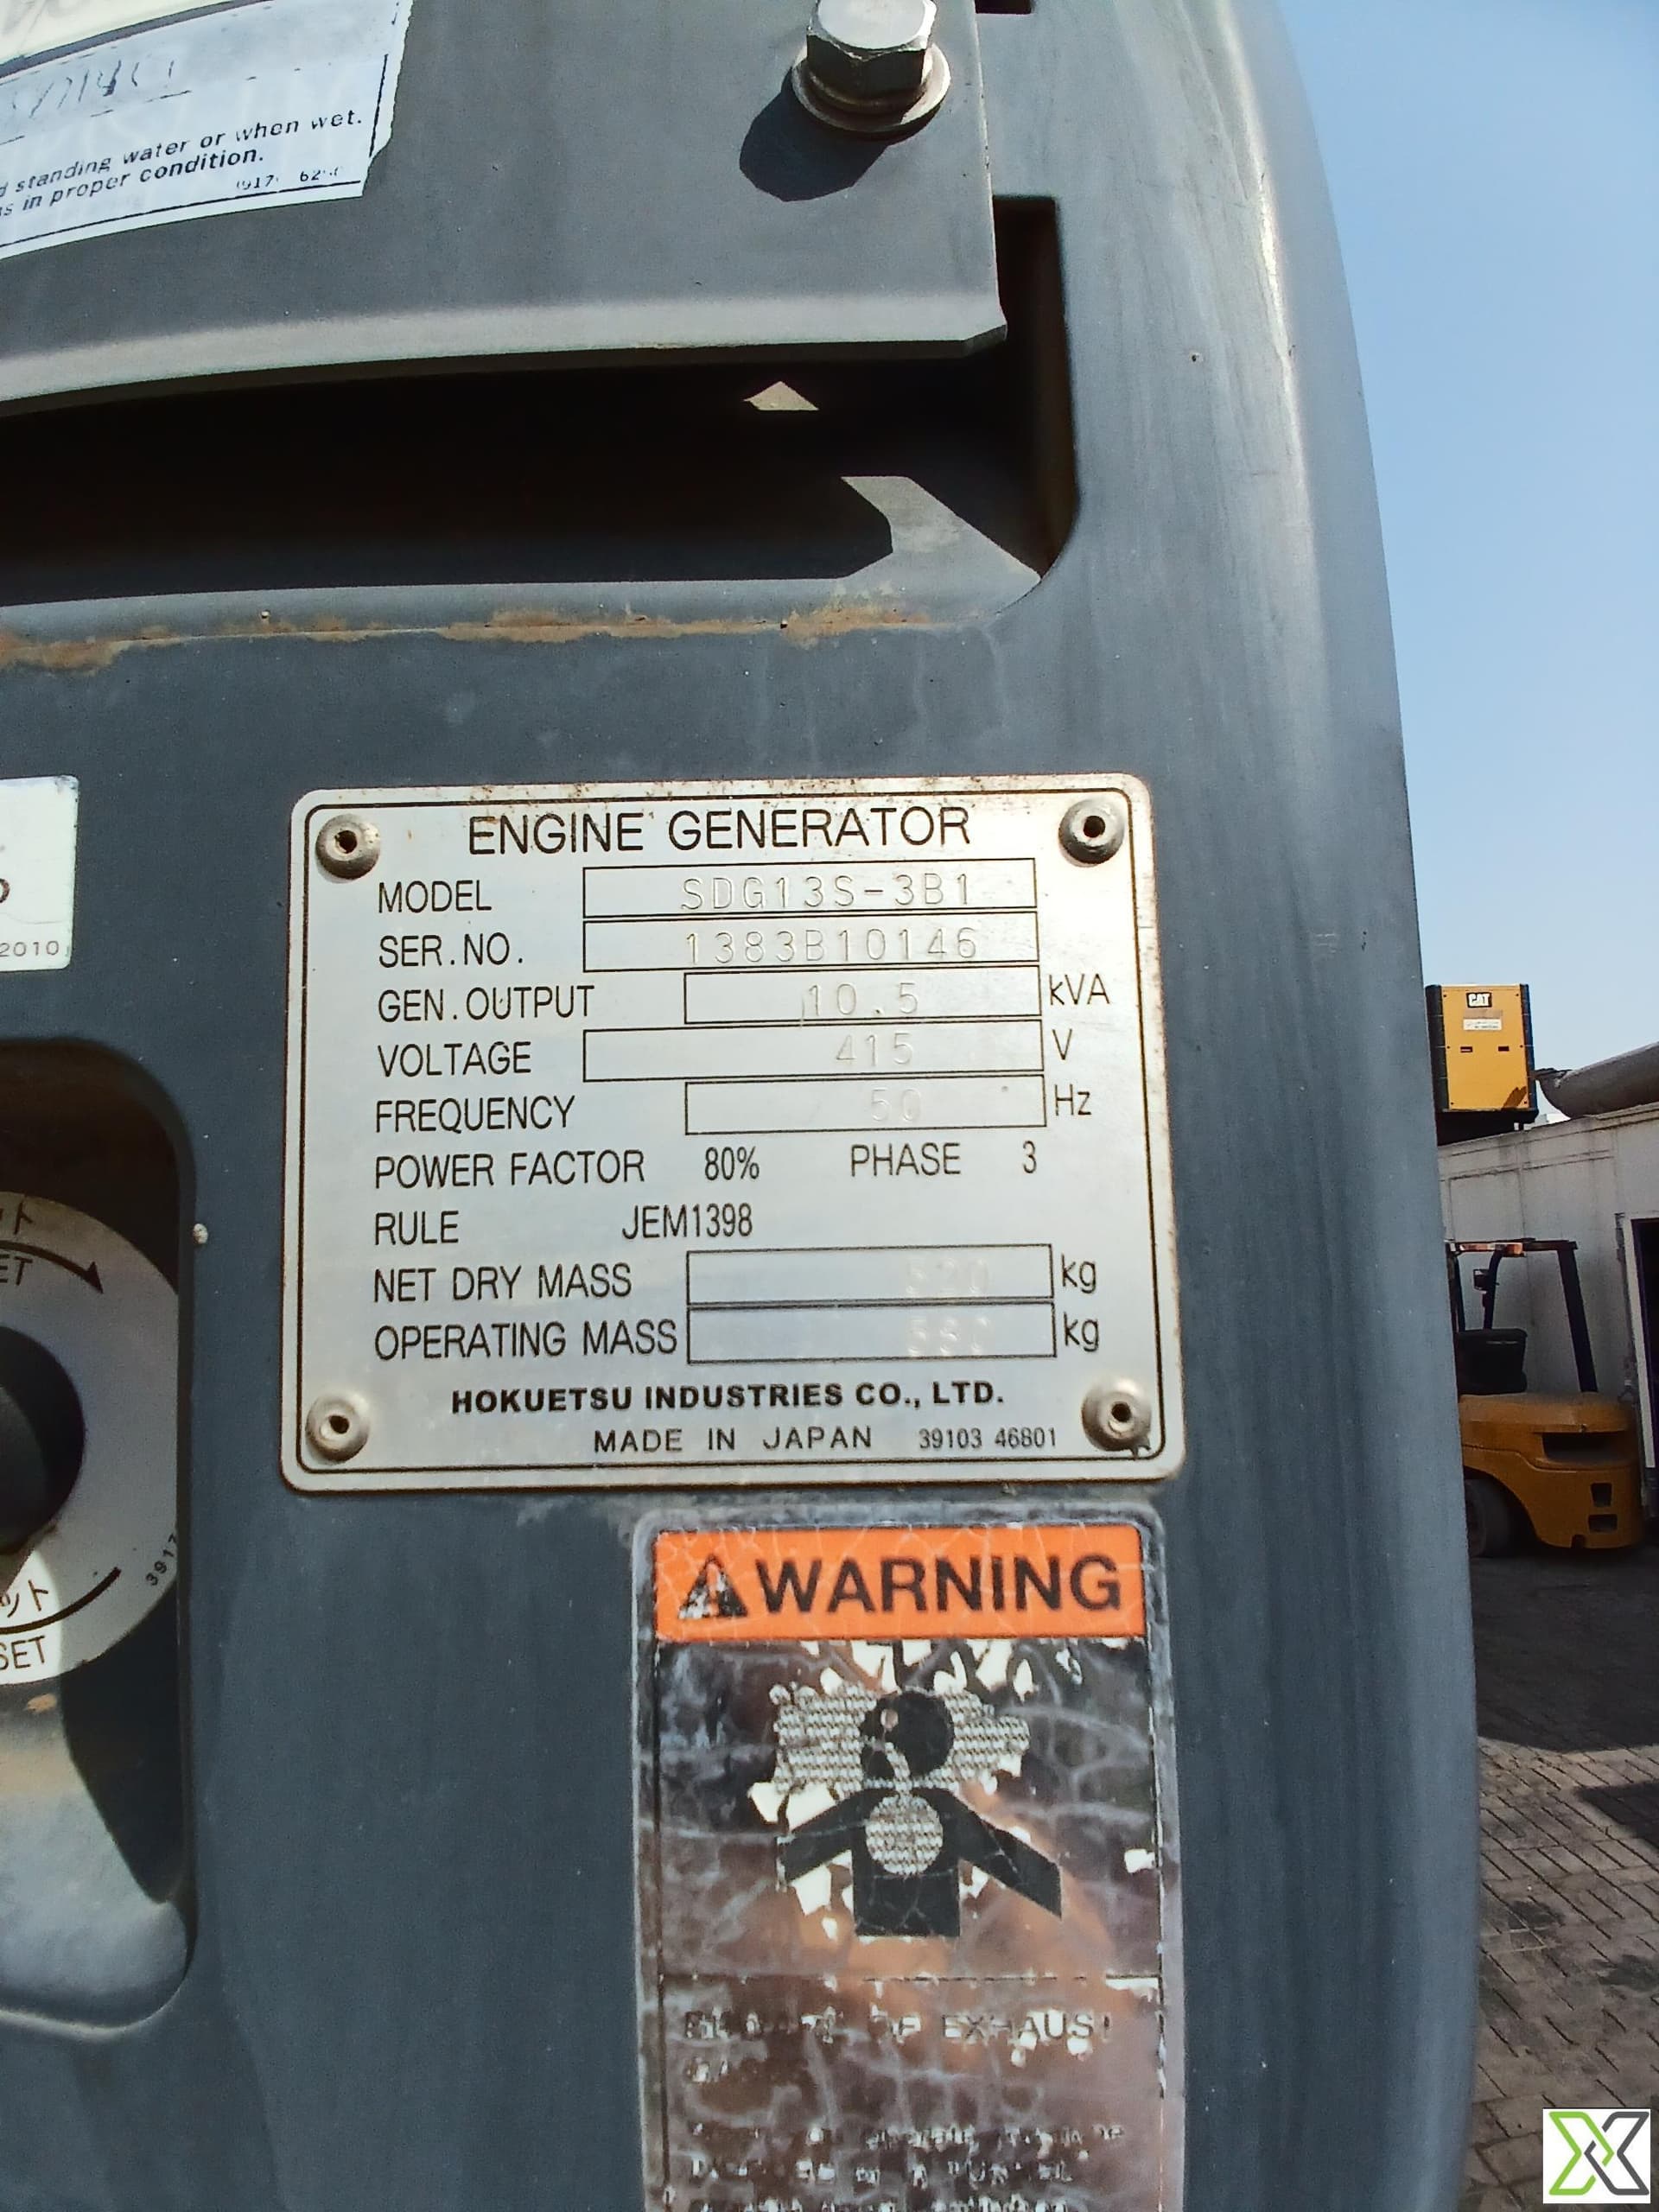 standing water or when wet.
in proper condition.
2010
ENGINE GENERATOR
MODEL SDG13S-3B1
SER.NO. 1383B10146
GEN.OUTPUT 10.5 kVA
VOLTAGE 415 V
FREQUENCY 50 Hz
POWER FACTOR 80% PHASE 3
RULE JEM1398
NET DRY MASS kg
OPERATING MASS kg
HOKUETSU INDUSTRIES CO., LTD.
MADE IN JAPAN 39103 46801
CAT
WARNING
OF EXHAUST